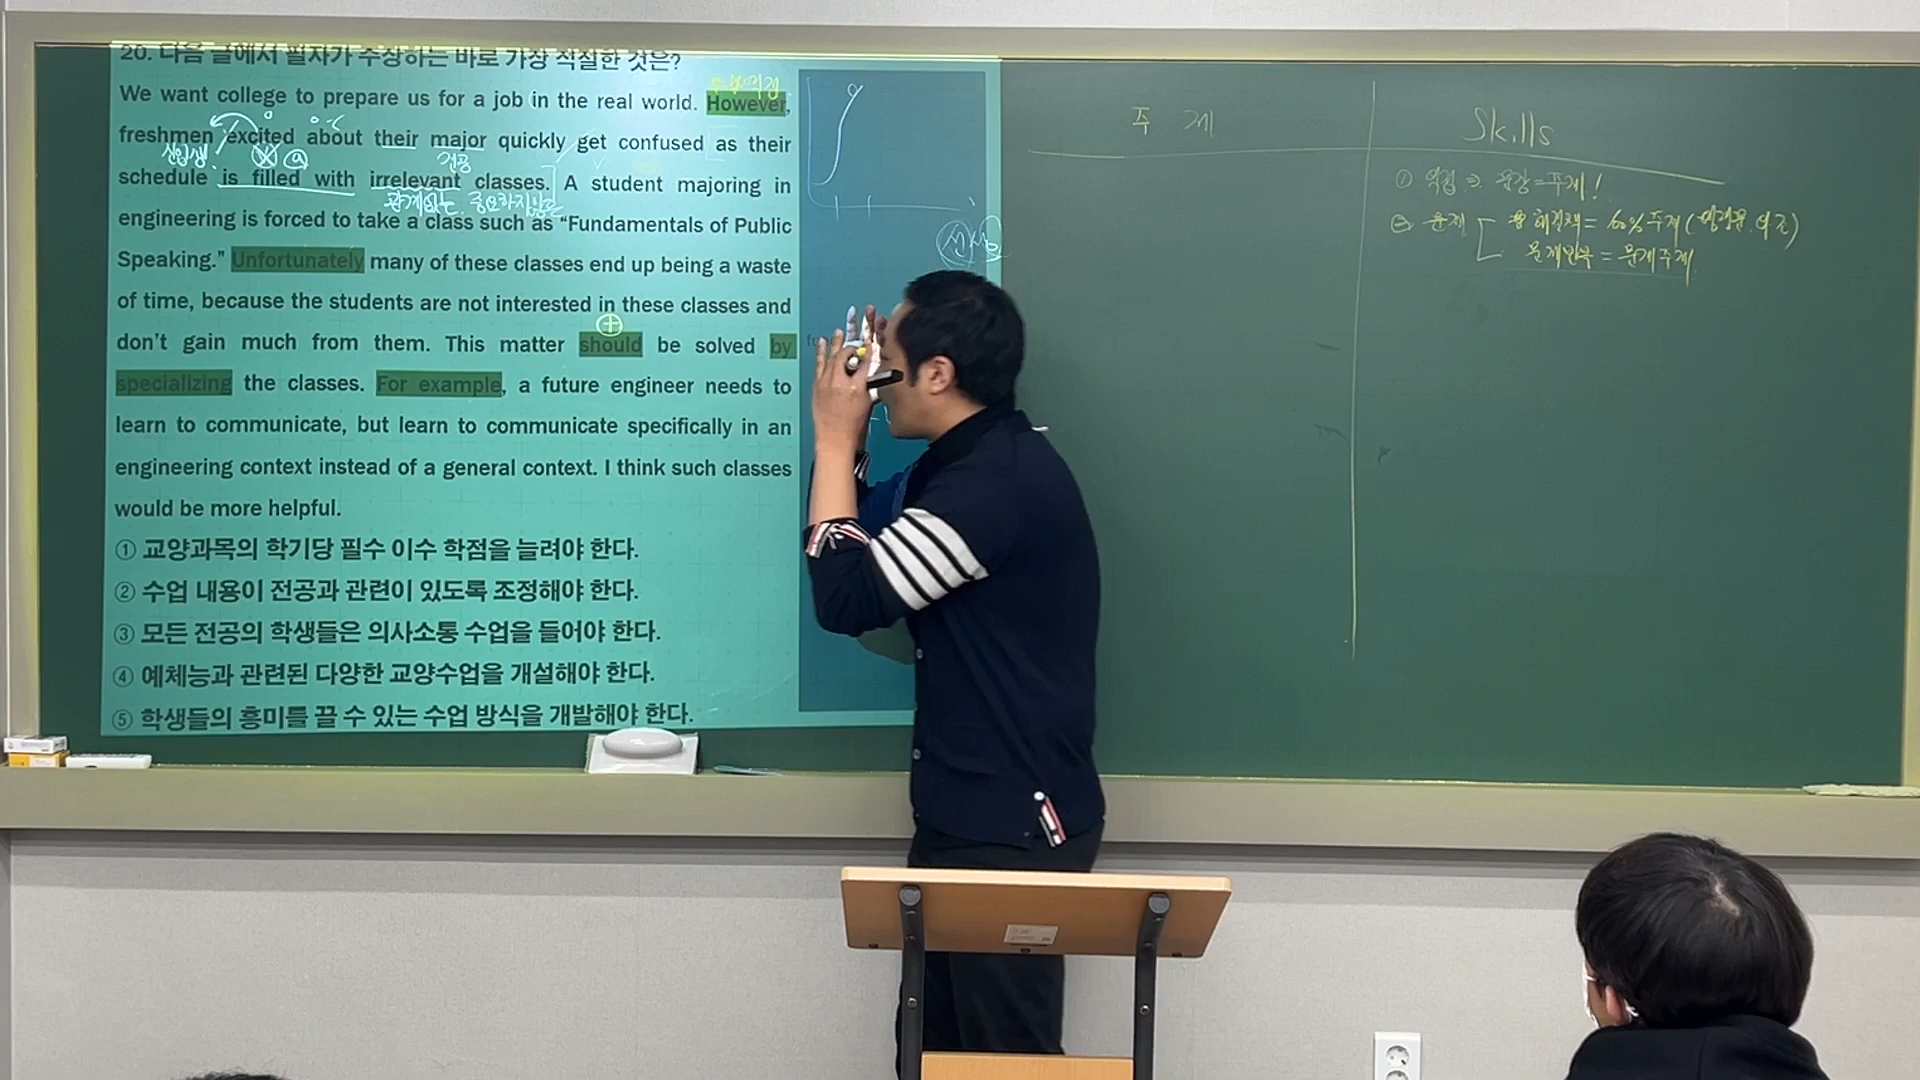 20. 다음 글에서 필자가 주장하는 바로 가장 적절한 것은?
We want college to prepare us for a job in the real world. However,
freshmen excited about their major quickly get confused as their
신입생
전공
schedule is filled with irrelevant classes. A student majoring in
관계없는. 중요하지않은
engineering is forced to take a class such as “Fundamentals of Public
Speaking.” Unfortunately many of these classes end up being a waste
of time, because the students are not interested in these classes and
don’t gain much from them. This matter should be solved by
specializing the classes. For example, a future engineer needs to
learn to communicate, but learn to communicate specifically in an
engineering context instead of a general context. I think such classes
would be more helpful.
① 교양과목의 학기당 필수 이수 학점을 늘려야 한다.
② 수업 내용이 전공과 관련이 있도록 조정해야 한다.
③ 모든 전공의 학생들은 의사소통 수업을 들어야 한다.
④ 예체능과 관련된 다양한 교양수업을 개설해야 한다.
⑤ 학생들의 흥미를 끌 수 있는 수업 방식을 개발해야 한다.
주 제
Skills
① 역접 ⇒ 문장=주제!
② 문제
해결책= 100% 주제(명령문.
문제반복 = 문제주제